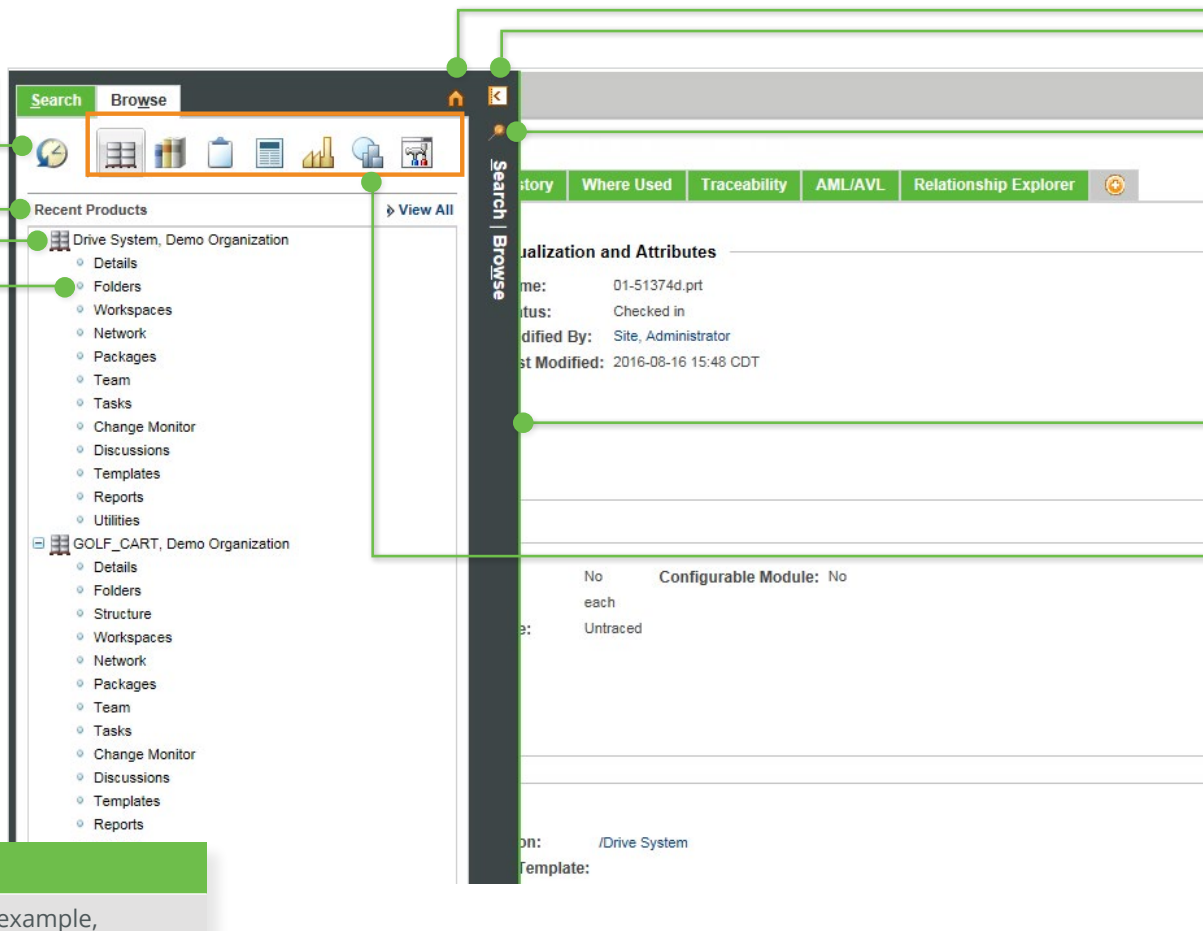 Search Browse
Recent Products View All
Drive System, Demo Organization
Details
Folders
Workspaces
Network
Packages
Team
Tasks
Change Monitor
Discussions
Templates
Reports
Utilities
GOLF_CART, Demo Organization
Details
Folders
Structure
Workspaces
Network
Packages
Team
Tasks
Change Monitor
Discussions
Templates
Reports
Search | Browse
story Where Used Traceability AML/AVL Relationship Explorer
ualization and Attributes
me: 01-51374d.prt
tus: Checked in
dified By: Site, Administrator
st Modified: 2016-08-16 15:48 CDT
No Configurable Module: No
each
e: Untraced
on: /Drive System
Template:
example,